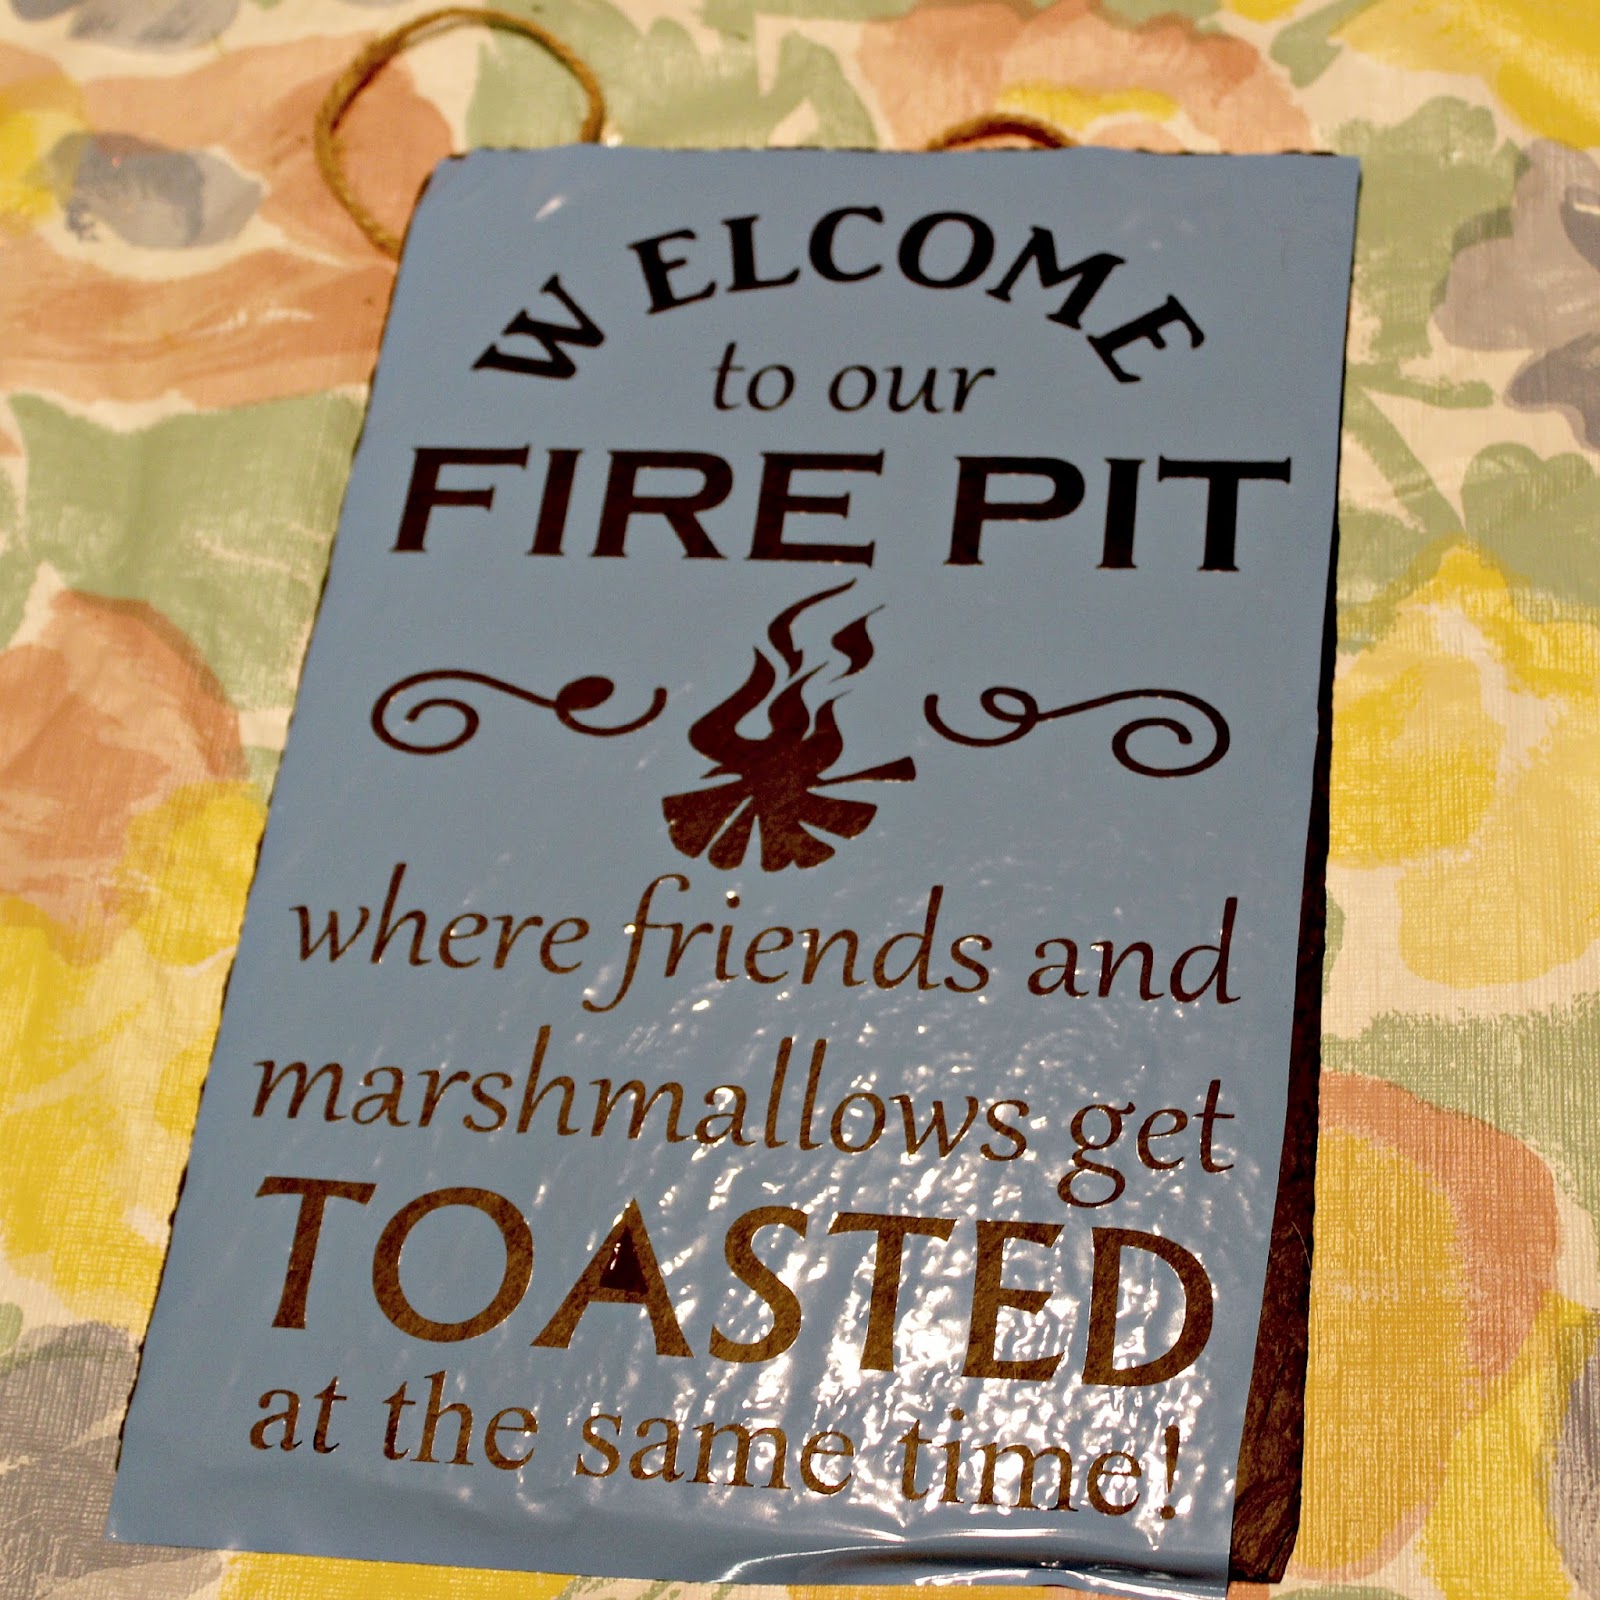 WELCOME
to our
FIRE PIT
where friends and
marshmallows get
TOASTED
at the same time!